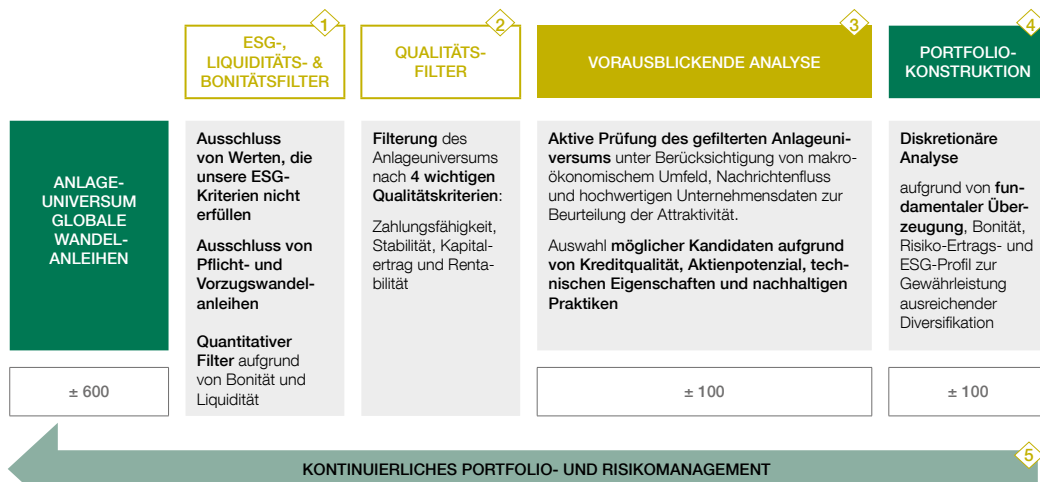 1
ESG-,
LIQUIDITÄTS- &
BONITÄTSFILTER
2
QUALITÄTS-
FILTER
3
VORAUSBLICKENDE ANALYSE
4
PORTFOLIO-
KONSTRUKTION
ANLAGE-
UNIVERSUM
GLOBALE
WANDEL-
ANLEIHEN
± 600
Ausschluss
von Werten, die
unsere ESG-
Kriterien nicht
erfüllen
Ausschluss von
Pflicht- und
Vorzugswandel-
anleihen
Quantitativer
Filter aufgrund
von Bonität und
Liquidität
Filterung des
Anlageuniversums
nach 4 wichtigen
Qualitätskriterien:
Zahlungsfähigkeit,
Stabilität, Kapital-
ertrag und Renta-
bilität
Aktive Prüfung des gefilterten Anlageuni-
versums unter Berücksichtigung von makro-
ökonomischem Umfeld, Nachrichtenfluss
und hochwertigen Unternehmensdaten zur
Beurteilung der Attraktivität.
Auswahl möglicher Kandidaten aufgrund
von Kreditqualität, Aktienpotenzial, tech-
nischen Eigenschaften und nachhaltigen
Praktiken
± 100
Diskretionäre
Analyse
aufgrund von fun-
damentaler Über-
zeugung, Bonität,
Risiko-Ertrags- und
ESG-Profil zur
Gewährleistung
ausreichender
Diversifikation
± 100
5
KONTINUIERLICHES PORTFOLIO- UND RISIKOMANAGEMENT